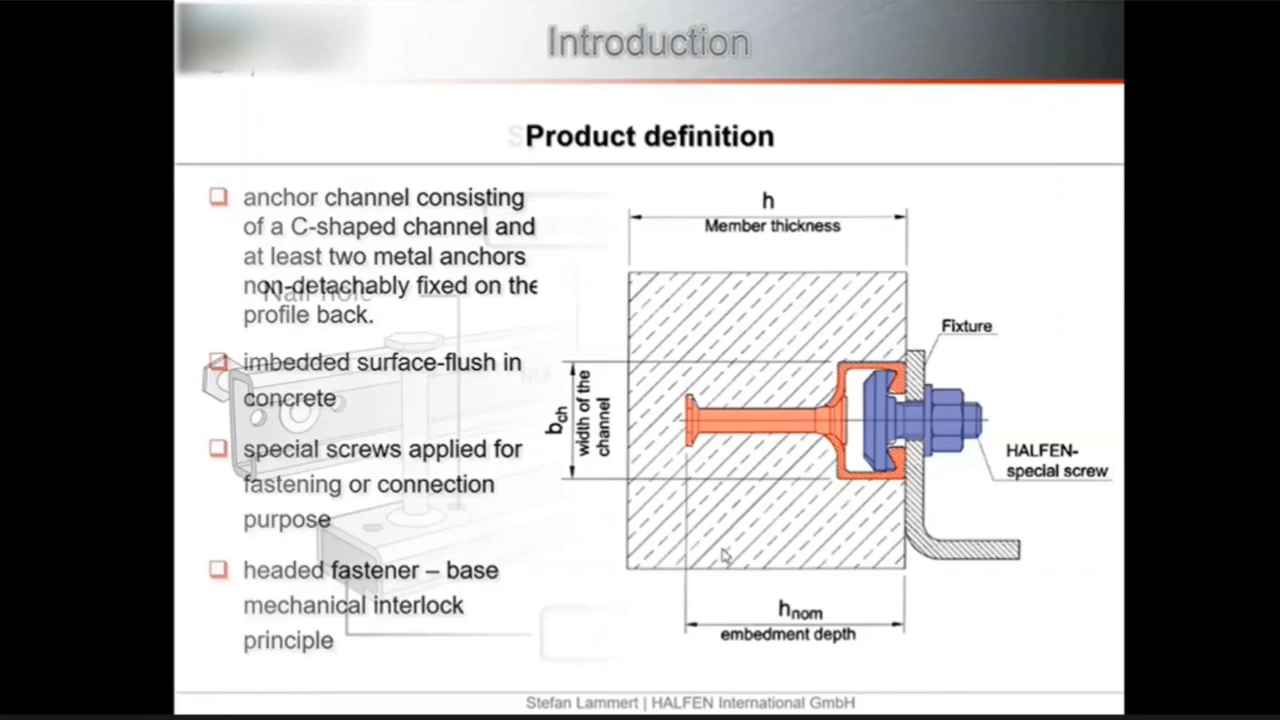 Introduction
Product definition
❑ anchor channel consisting
of a C-shaped channel and
at least two metal anchors
non-detachably fixed on the
profile back.
❑ imbedded surface-flush in
concrete
❑ special screws applied for
fastening or connection
purpose
❑ headed fastener – base
mechanical interlock
principle
Nail hole
h
Member thickness
Fixture
bch
width of the
channel
HALFEN-
special screw
hnom
embedment depth
Stefan Lammert | HALFEN International GmbH